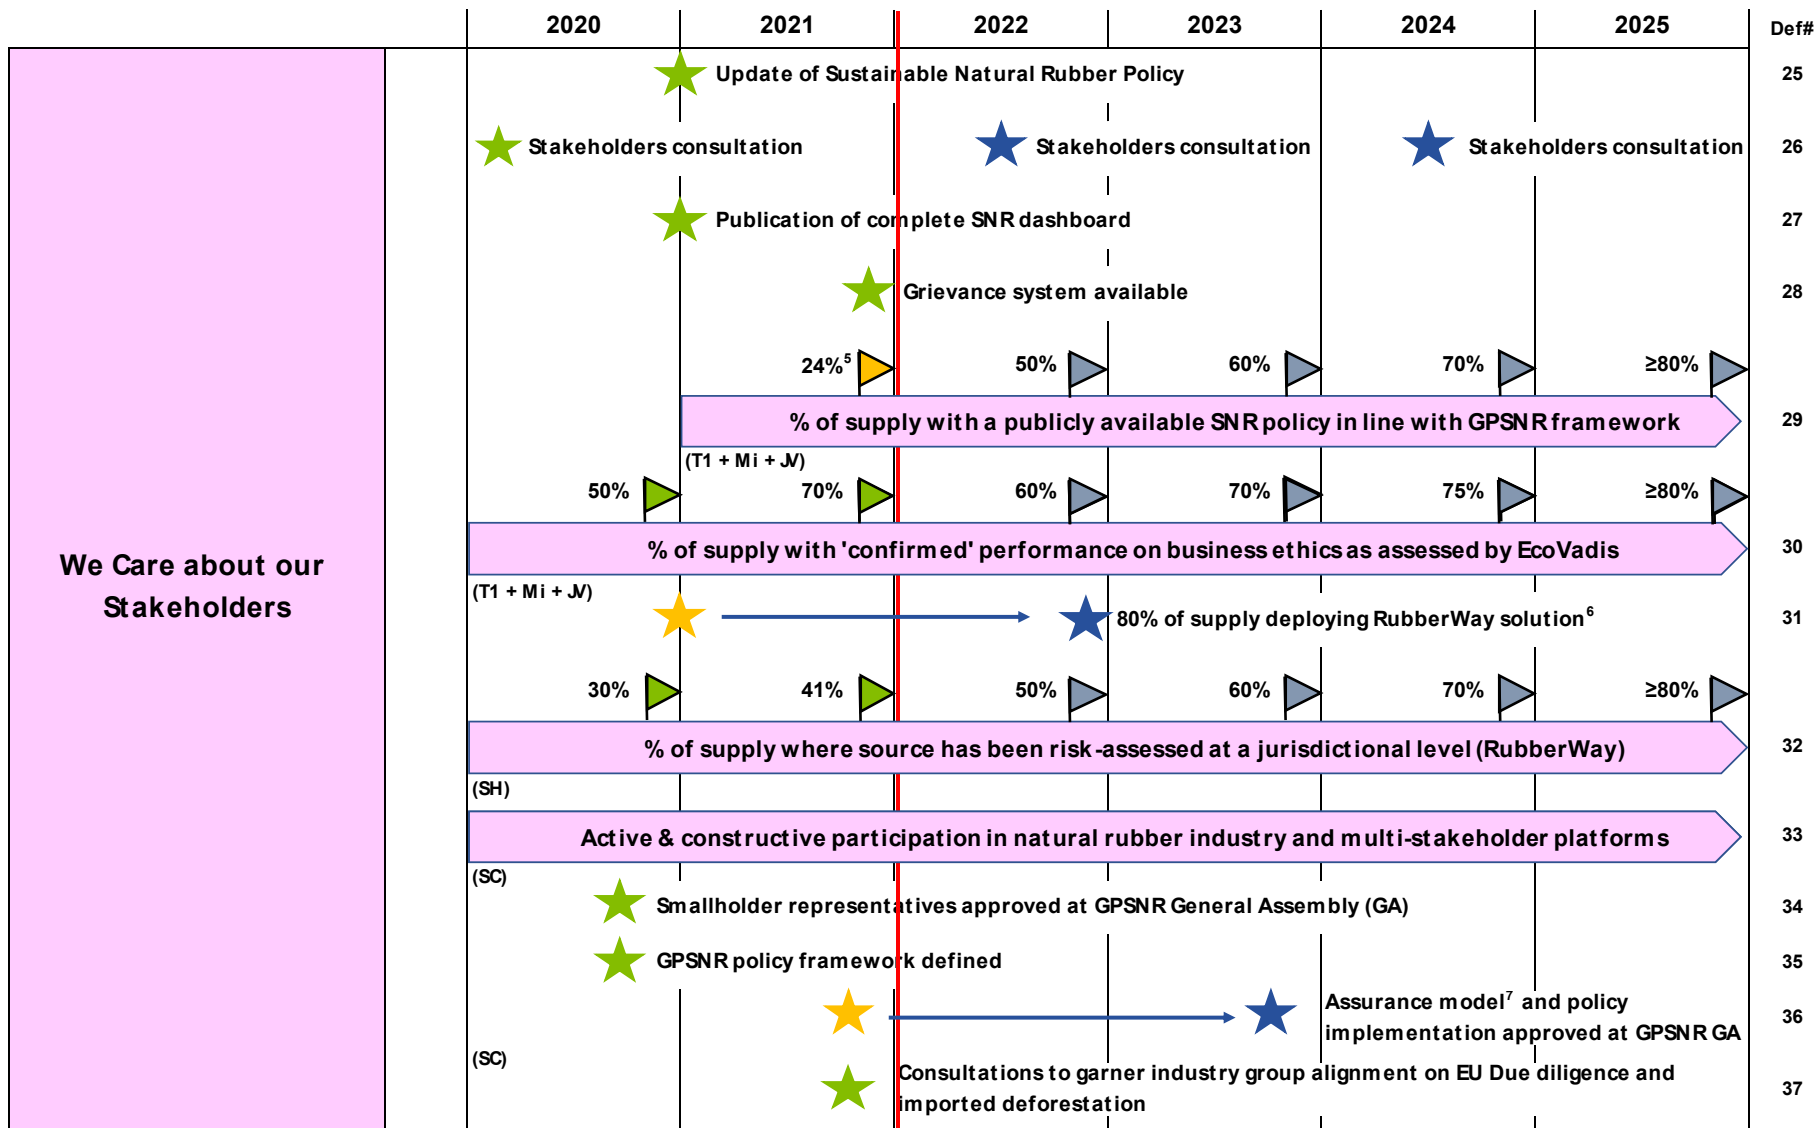 2020 2021 2022 2023 2024 2025 Def#
Update of Sustainable Natural Rubber Policy 25
Stakeholders consultation Stakeholders consultation Stakeholders consultation 26
Publication of complete SNR dashboard 27
Grievance system available 28
24%⁵ 50% 60% 70% ≥80%
% of supply with a publicly available SNR policy in line with GPSNR framework 29
(T1 + Mi + JV)
50% 70% 60% 70% 75% ≥80%
% of supply with 'confirmed' performance on business ethics as assessed by EcoVadis 30
We Care about our
Stakeholders
(T1 + Mi + JV)
80% of supply deploying RubberWay solution⁶ 31
30% 41% 50% 60% 70% ≥80%
% of supply where source has been risk-assessed at a jurisdictional level (RubberWay) 32
(SH)
Active & constructive participation in natural rubber industry and multi-stakeholder platforms 33
(SC)
Smallholder representatives approved at GPSNR General Assembly (GA) 34
GPSNR policy framework defined 35
Assurance model⁷ and policy
implementation approved at GPSNR GA 36
(SC)
Consultations to garner industry group alignment on EU Due diligence and
imported deforestation 37